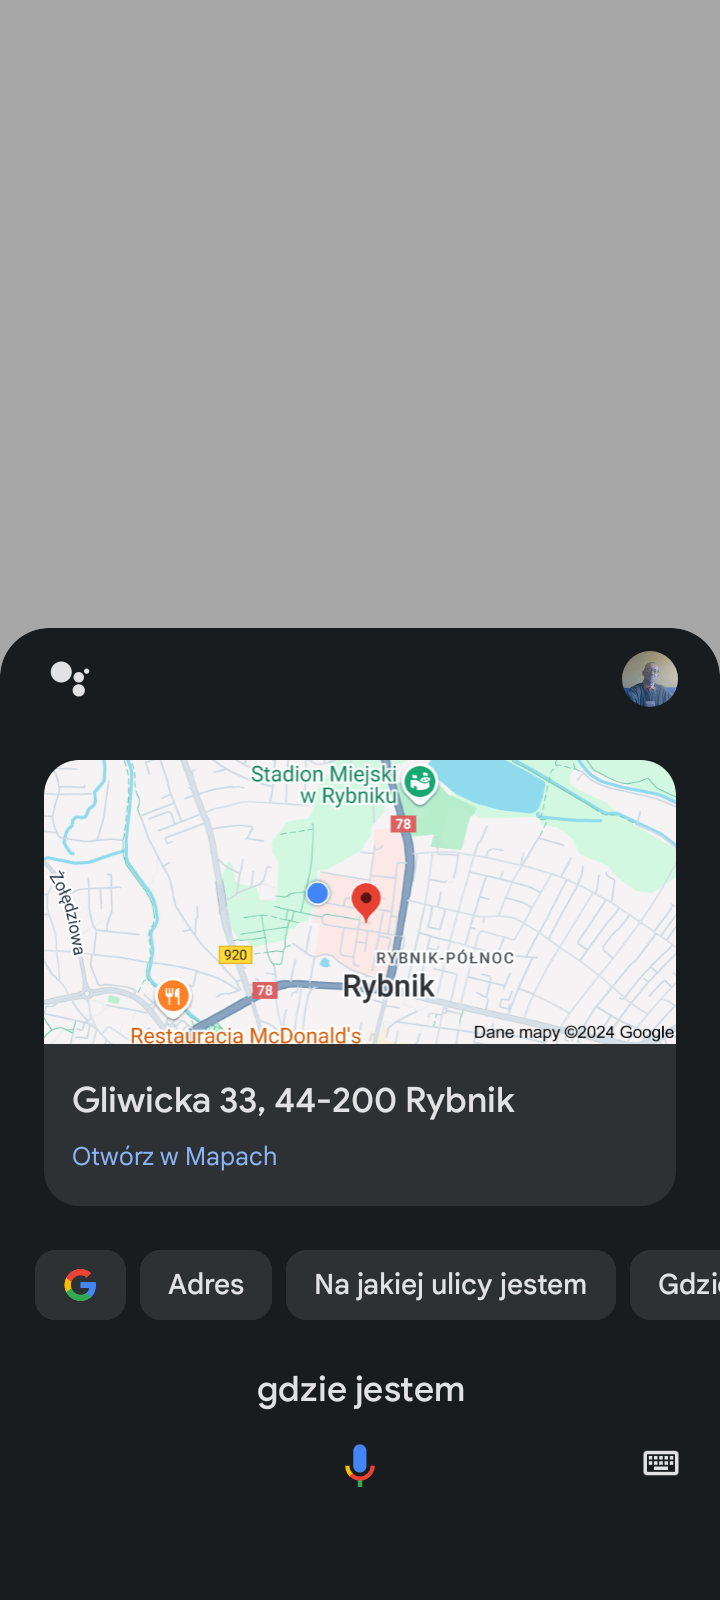 Stadion Miejski
w Rybniku
78
Żołędziowa
920
RYBNIK-PÓŁNOC
78
Rybnik
Restauracja McDonald's
Dane mapy ©2024 Google
Gliwicka 33, 44-200 Rybnik
Otwórz w Mapach
Adres
Na jakiej ulicy jestem
Gdzie
gdzie jestem